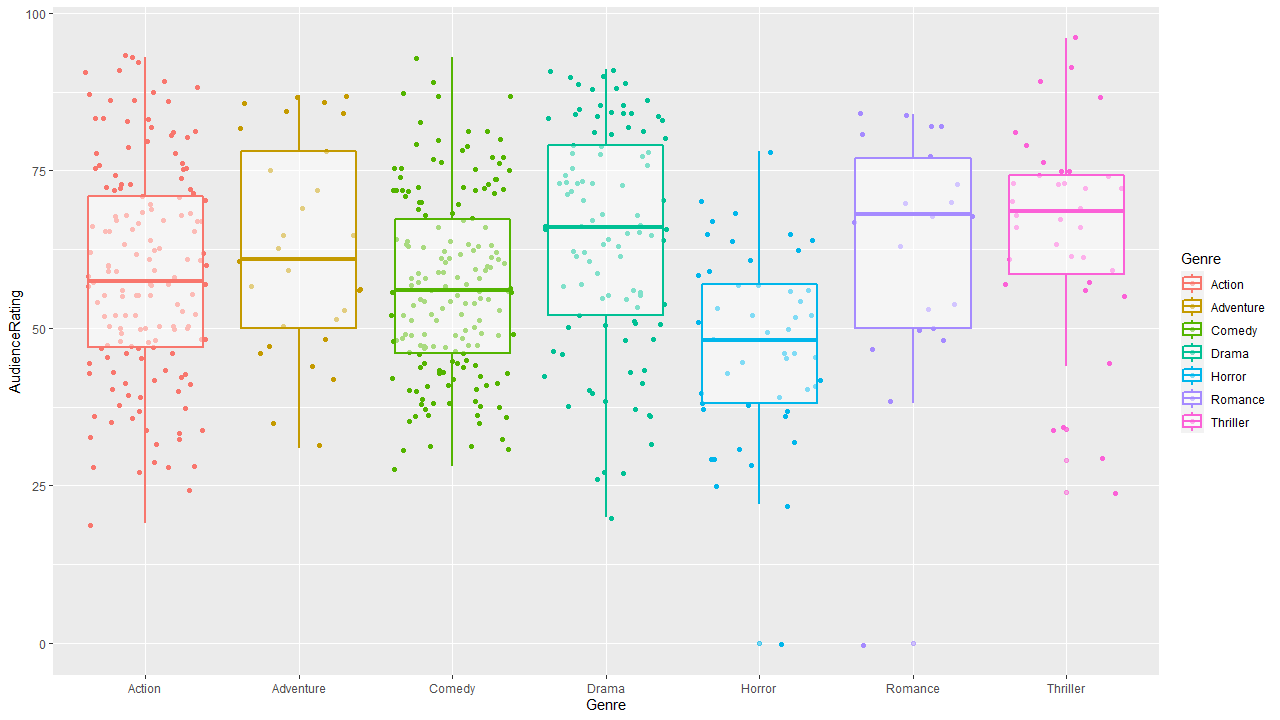 AudienceRating
100
75
50
25
0
Action Adventure Comedy Drama Horror Romance Thriller
Genre
Genre
Action
Adventure
Comedy
Drama
Horror
Romance
Thriller